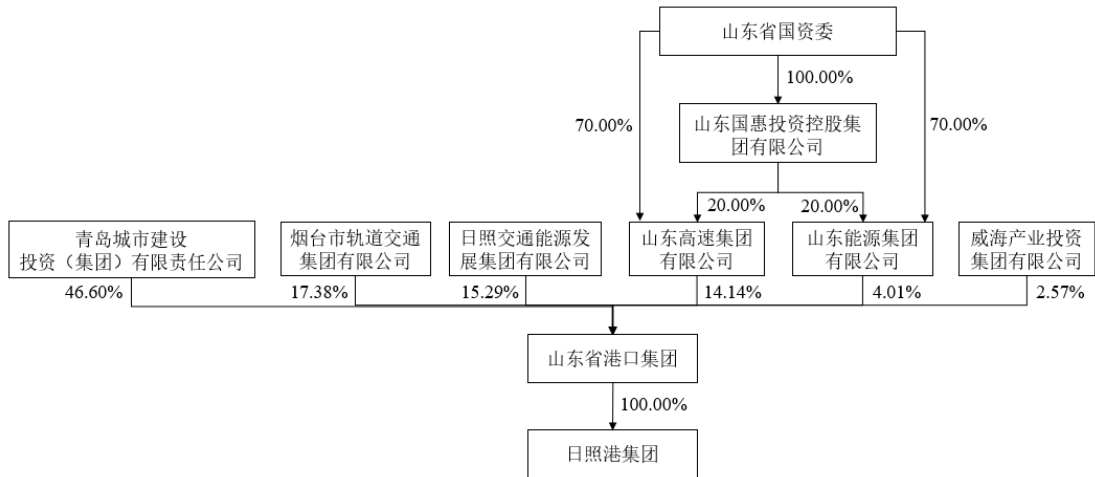 山东省国资委
100.00%
70.00%
山东国惠投资控股集
团有限公司
70.00%
20.00%
20.00%
青岛城市建设
投资（集团）有限责任公司
烟台市轨道交通
集团有限公司
日照交通能源发
展集团有限公司
山东高速集团
有限公司
山东能源集团
有限公司
威海产业投资
集团有限公司
46.60%
17.38%
15.29%
14.14%
4.01%
2.57%
山东省港口集团
100.00%
日照港集团